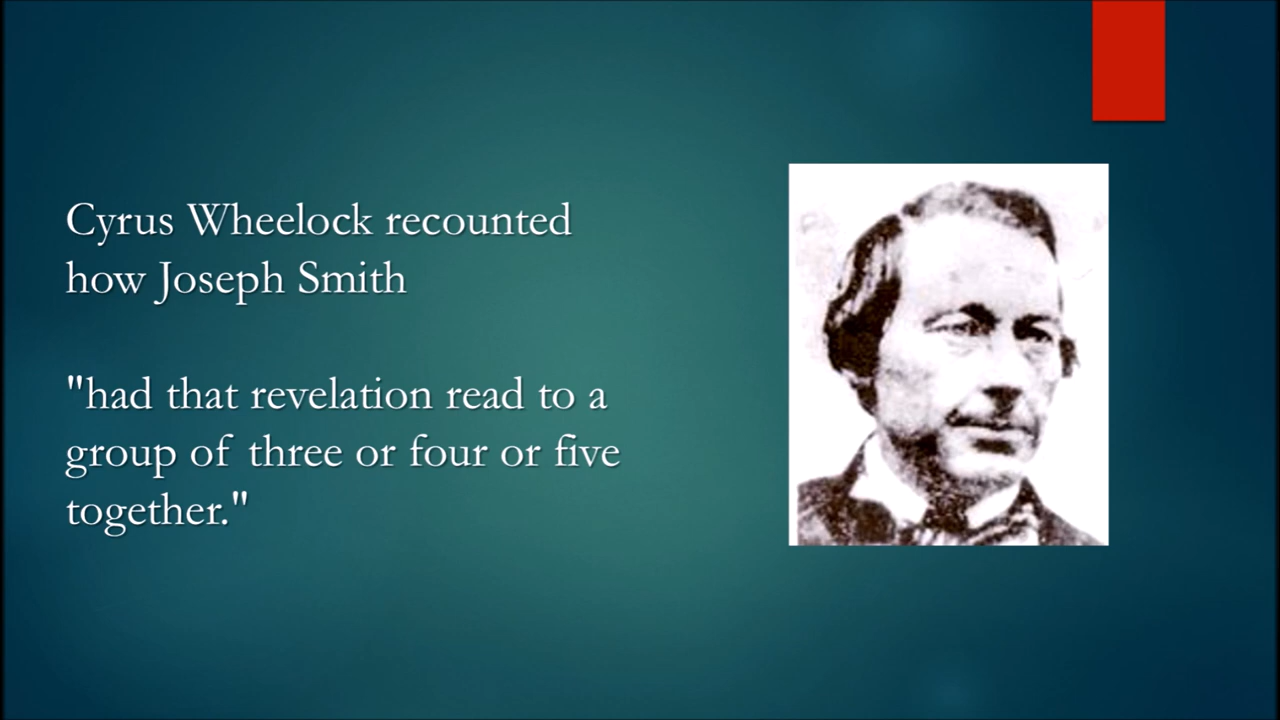 Cyrus Wheelock recounted
how Joseph Smith
"had that revelation read to a
group of three or four or five
together."